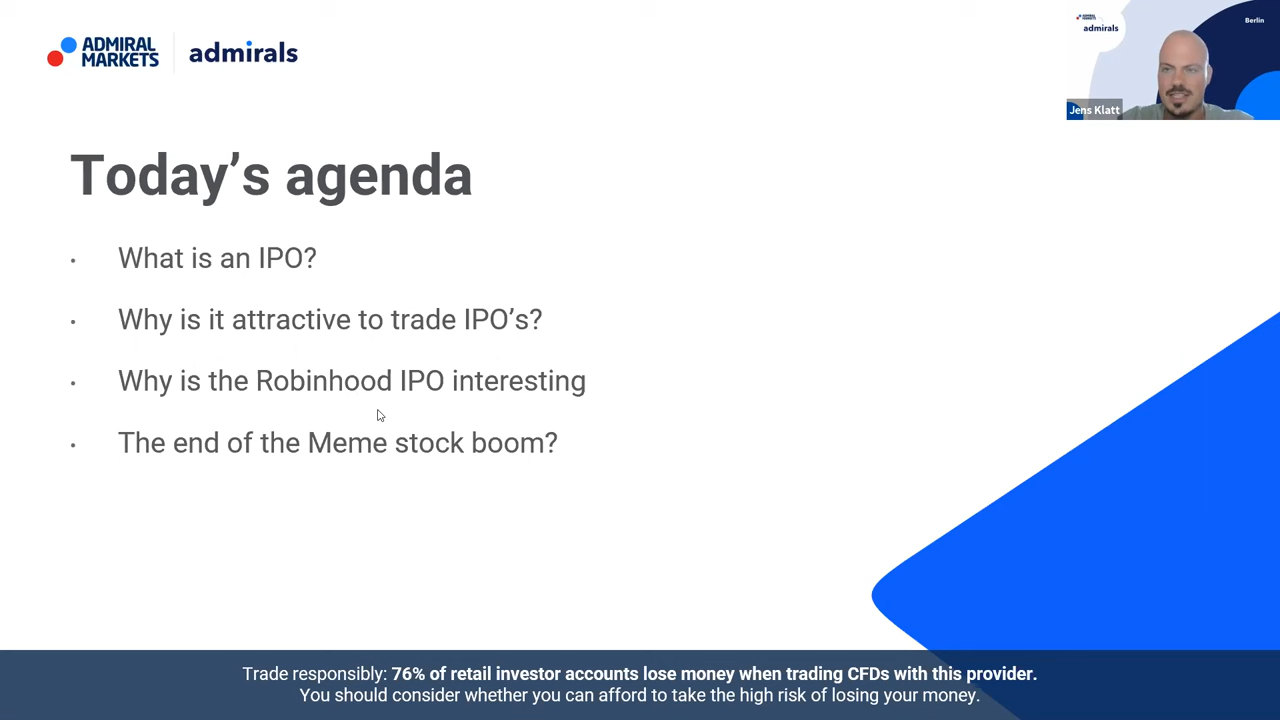 ADMIRAL
MARKETS
admirals
ADMIRAL
MARKETS
admirals
Berlin
Jens Klatt
Today’s agenda
• What is an IPO?
• Why is it attractive to trade IPO’s?
• Why is the Robinhood IPO interesting
• The end of the Meme stock boom?
Trade responsibly: 76% of retail investor accounts lose money when trading CFDs with this provider.
You should consider whether you can afford to take the high risk of losing your money.